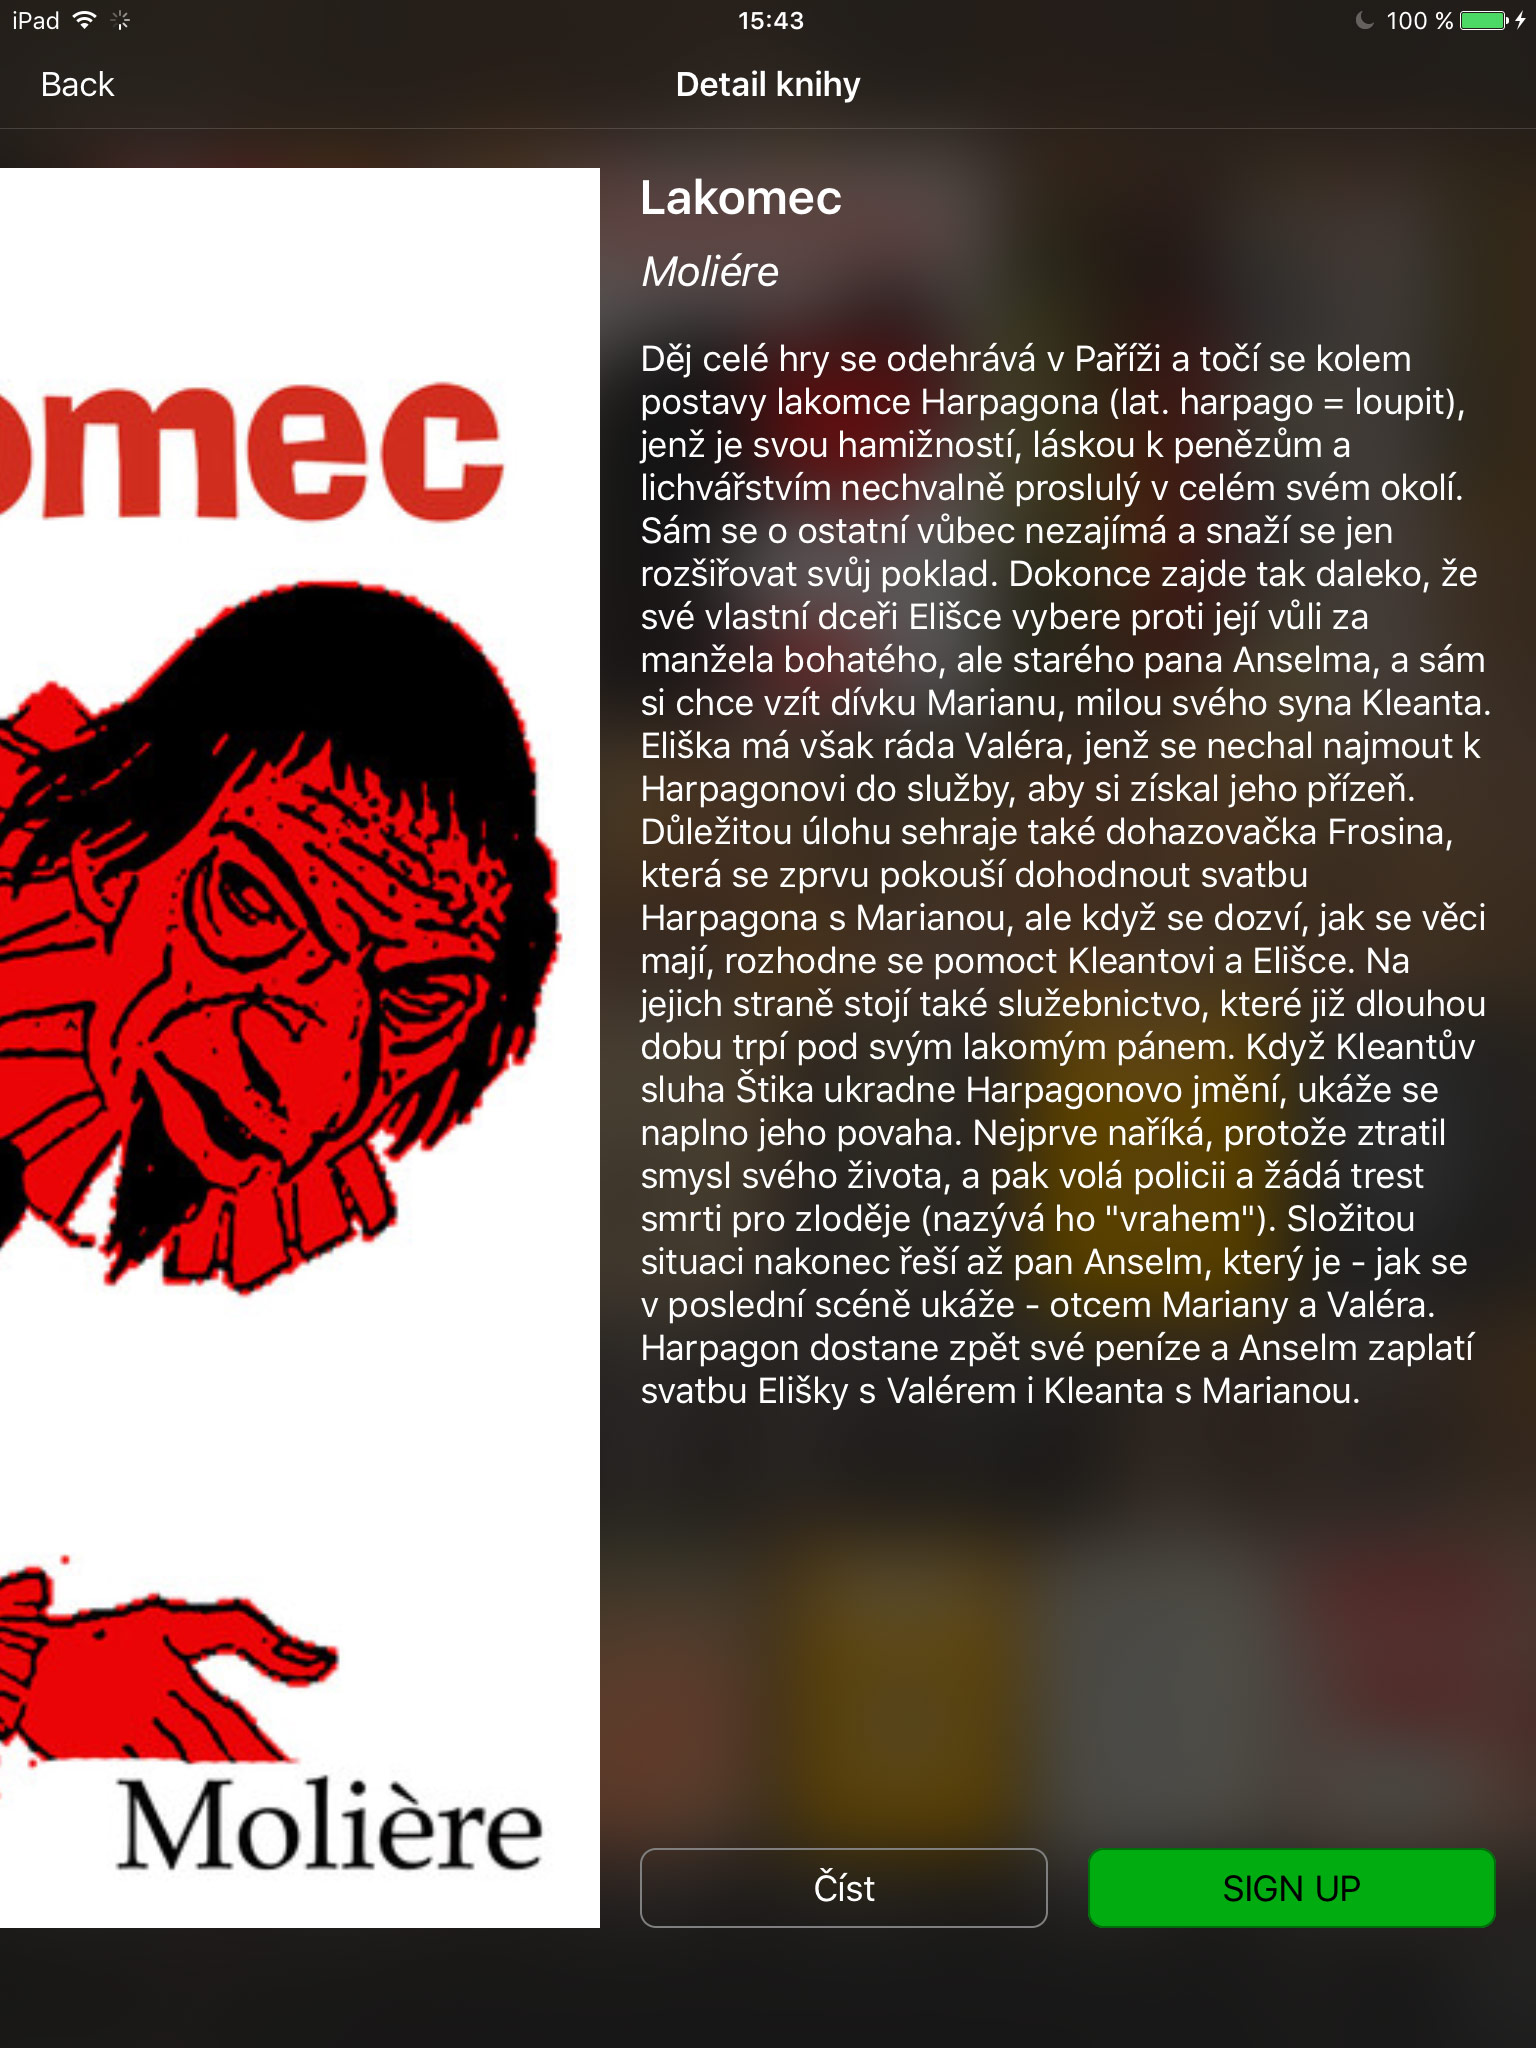 iPad
15:43
100 %
Back
Detail knihy
omec
Molière
Lakomec
Moliére
Děj celé hry se odehrává v Paříži a točí se kolem
postavy lakomce Harpagona (lat. harpago = loupit),
jenž je svou hamižností, láskou k penězům a
lichvářstvím nechvalně proslulý v celém svém okolí.
Sám se o ostatní vůbec nezajímá a snaží se jen
rozšiřovat svůj poklad. Dokonce zajde tak daleko, že
své vlastní dceři Elišce vybere proti její vůli za
manžela bohatého, ale starého pana Anselma, a sám
si chce vzít dívku Marianu, milou svého syna Kleanta.
Eliška má však ráda Valéra, jenž se nechal najmout k
Harpagonovi do služby, aby si získal jeho přízeň.
Důležitou úlohu sehraje také dohazovačka Frosina,
která se zprvu pokouší dohodnout svatbu
Harpagona s Marianou, ale když se dozví, jak se věci
mají, rozhodne se pomoct Kleantovi a Elišce. Na
jejich straně stojí také služebnictvo, které již dlouhou
dobu trpí pod svým lakomým pánem. Když Kleantův
sluha Štika ukradne Harpagonovo jmění, ukáže se
naplno jeho povaha. Nejprve naříká, protože ztratil
smysl svého života, a pak volá policii a žádá trest
smrti pro zloděje (nazývá ho "vrahem"). Složitou
situaci nakonec řeší až pan Anselm, který je - jak se
v poslední scéně ukáže - otcem Mariany a Valéra.
Harpagon dostane zpět své peníze a Anselm zaplatí
svatbu Elišky s Valérem i Kleanta s Marianou.
Číst
SIGN UP